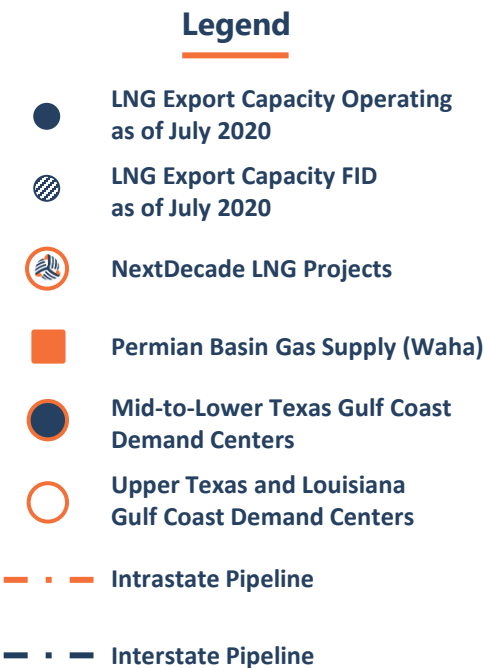 Legend
LNG Export Capacity Operating
as of July 2020
LNG Export Capacity FID
as of July 2020
NextDecade LNG Projects
Permian Basin Gas Supply (Waha)
Mid-to-Lower Texas Gulf Coast
Demand Centers
Upper Texas and Louisiana
Gulf Coast Demand Centers
Intrastate Pipeline
Interstate Pipeline